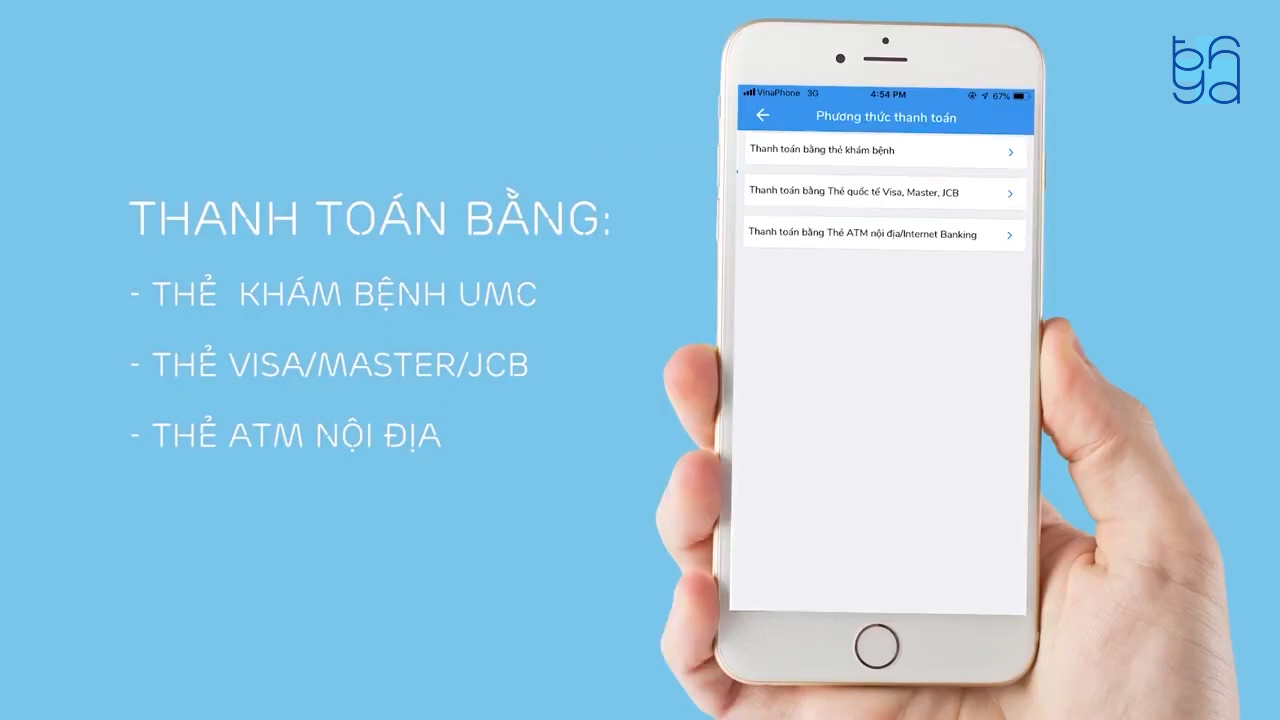 THANH TOÁN BẰNG:
- THẺ KHÁM BỆNH UMC
- THẺ VISA/MASTER/JCB
- THẺ ATM NỘI ĐỊA
VinaPhone 3G 4:54 PM 67%
Phương thức thanh toán
Thanh toán bằng thẻ khám bệnh
Thanh toán bằng Thẻ quốc tế Visa, Master, JCB
Thanh toán bằng Thẻ ATM nội địa/Internet Banking